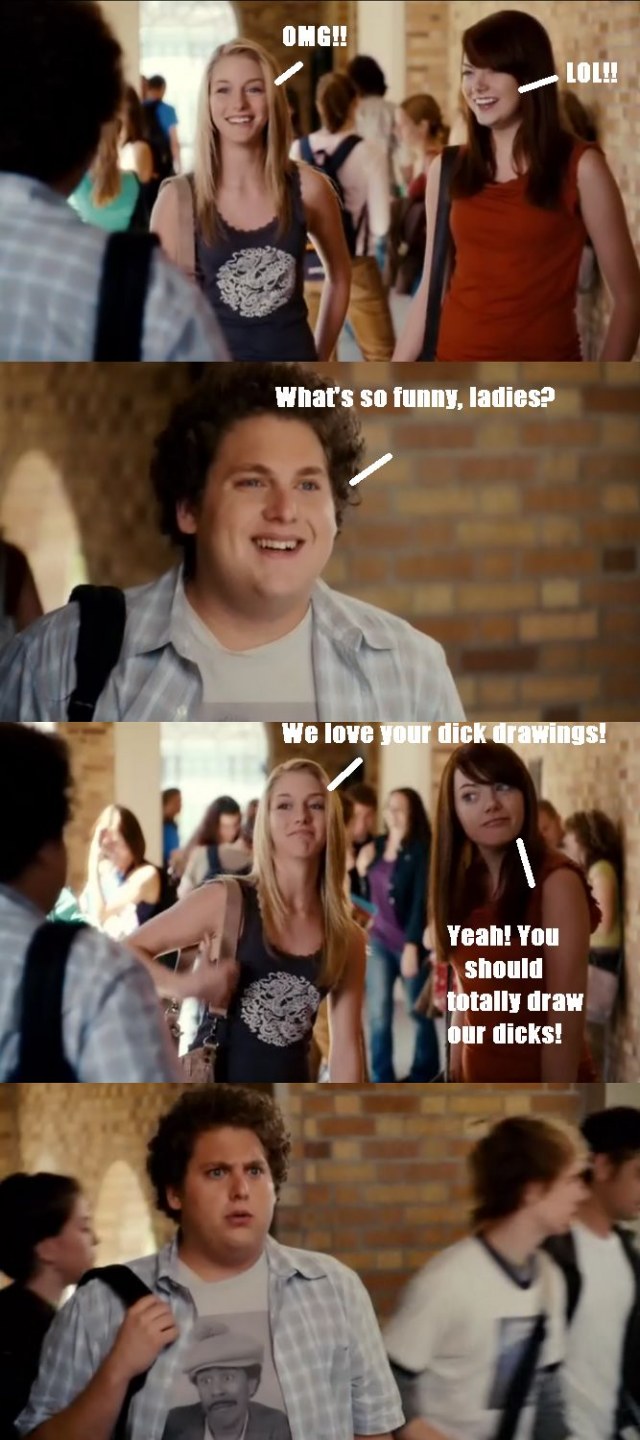 OMG!!
LOL!!
What's so funny, ladies?
We love your dick drawings!
Yeah! You
should
totally draw
our dicks!